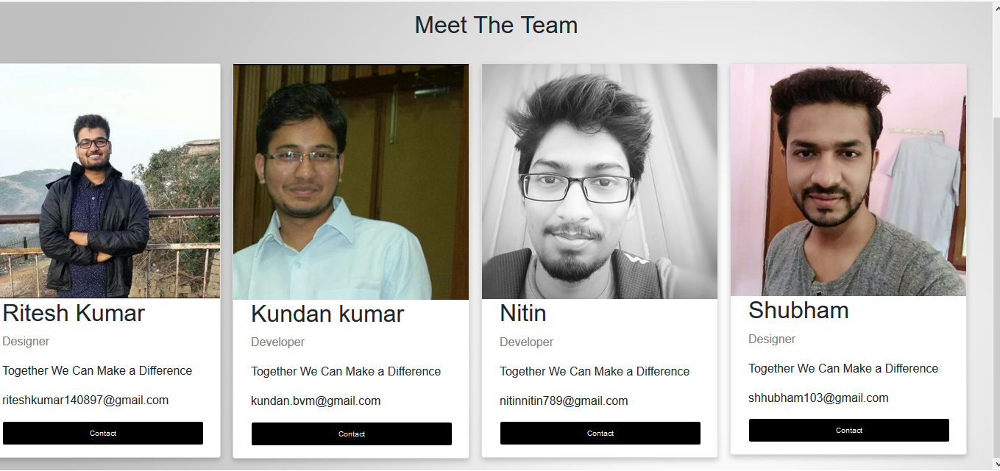 Meet The Team
Ritesh Kumar
Designer
Together We Can Make a Difference
riteshkumar140897@gmail.com
Contact
Kundan kumar
Developer
Together We Can Make a Difference
kundan.bvm@gmail.com
Contact
Nitin
Developer
Together We Can Make a Difference
nitinnitin789@gmail.com
Contact
Shubham
Designer
Together We Can Make a Difference
shhubham103@gmail.com
Contact